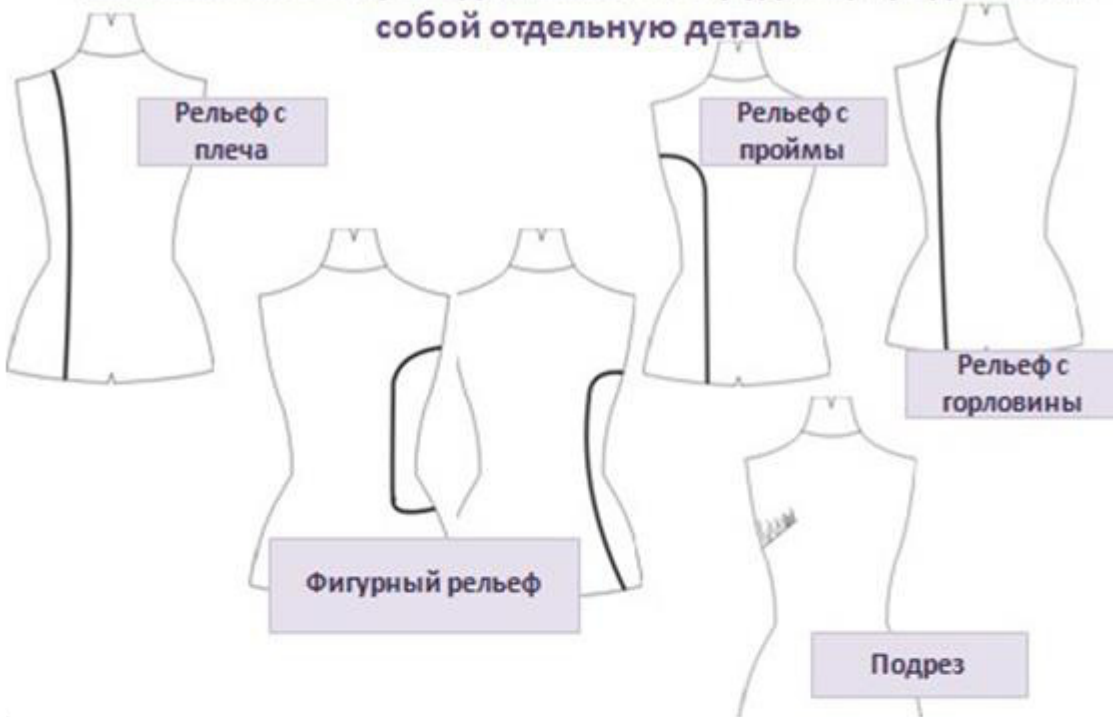 собой отдельную деталь
Рельеф с
плеча
Рельеф с
проймы
Рельеф с
горловины
Фигурный рельеф
Подрез